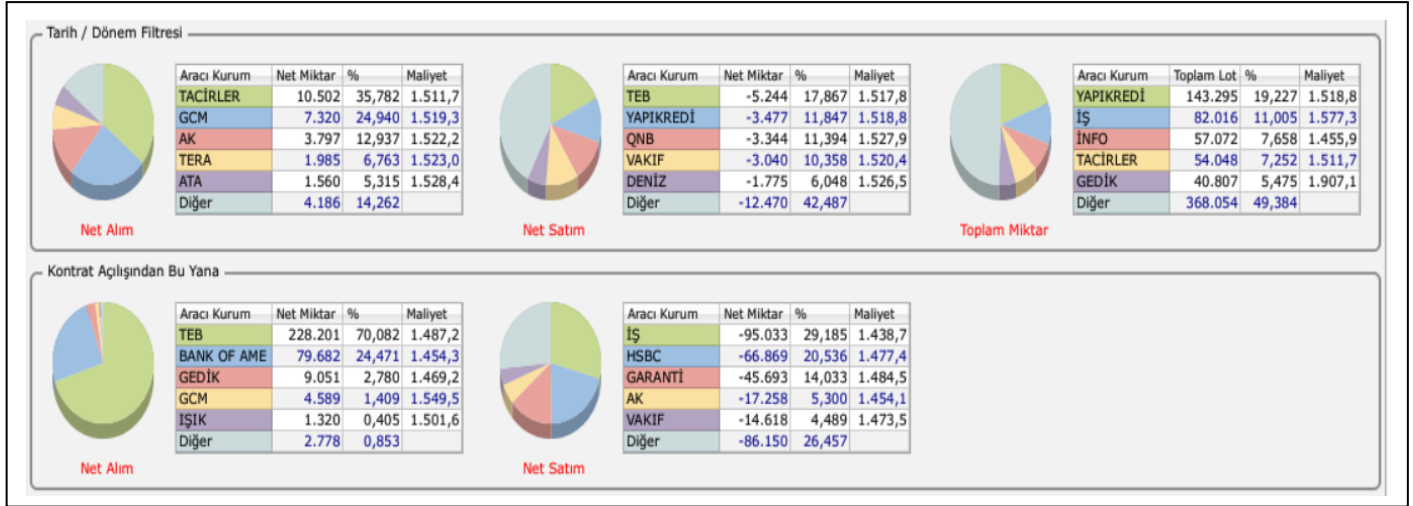 Tarih / Dönem Filtresi
Aracı Kurum Net Miktar % Maliyet
TACİRLER 10.502 35,782 1.511,7
GCM 7.320 24,940 1.519,3
AK 3.797 12,937 1.522,2
TERA 1.985 6,763 1.523,0
ATA 1.560 5,315 1.528,4
Diğer 4.186 14,262
Net Alım
Aracı Kurum Net Miktar % Maliyet
TEB -5.244 17,867 1.517,8
YAPIKREDİ -3.477 11,847 1.518,8
QNB -3.344 11,394 1.527,9
VAKIF -3.040 10,358 1.520,4
DENİZ -1.775 6,048 1.526,5
Diğer -12.470 42,487
Net Satım
Aracı Kurum Toplam Lot % Maliyet
YAPIKREDİ 143.295 19,227 1.518,8
İŞ 82.016 11,005 1.577,3
İNFO 57.072 7,658 1.455,9
TACİRLER 54.048 7,252 1.511,7
GEDİK 40.807 5,475 1.907,1
Diğer 368.054 49,384
Toplam Miktar
Kontrat Açılışından Bu Yana
Aracı Kurum Net Miktar % Maliyet
TEB 228.201 70,082 1.487,2
BANK OF AME 79.682 24,471 1.454,3
GEDİK 9.051 2,780 1.469,2
GCM 4.589 1,409 1.549,5
IŞIK 1.320 0,405 1.501,6
Diğer 2.778 0,853
Net Alım
Aracı Kurum Net Miktar % Maliyet
İŞ -95.033 29,185 1.438,7
HSBC -66.869 20,536 1.477,4
GARANTİ -45.693 14,033 1.484,5
AK -17.258 5,300 1.454,1
VAKIF -14.618 4,489 1.473,5
Diğer -86.150 26,457
Net Satım